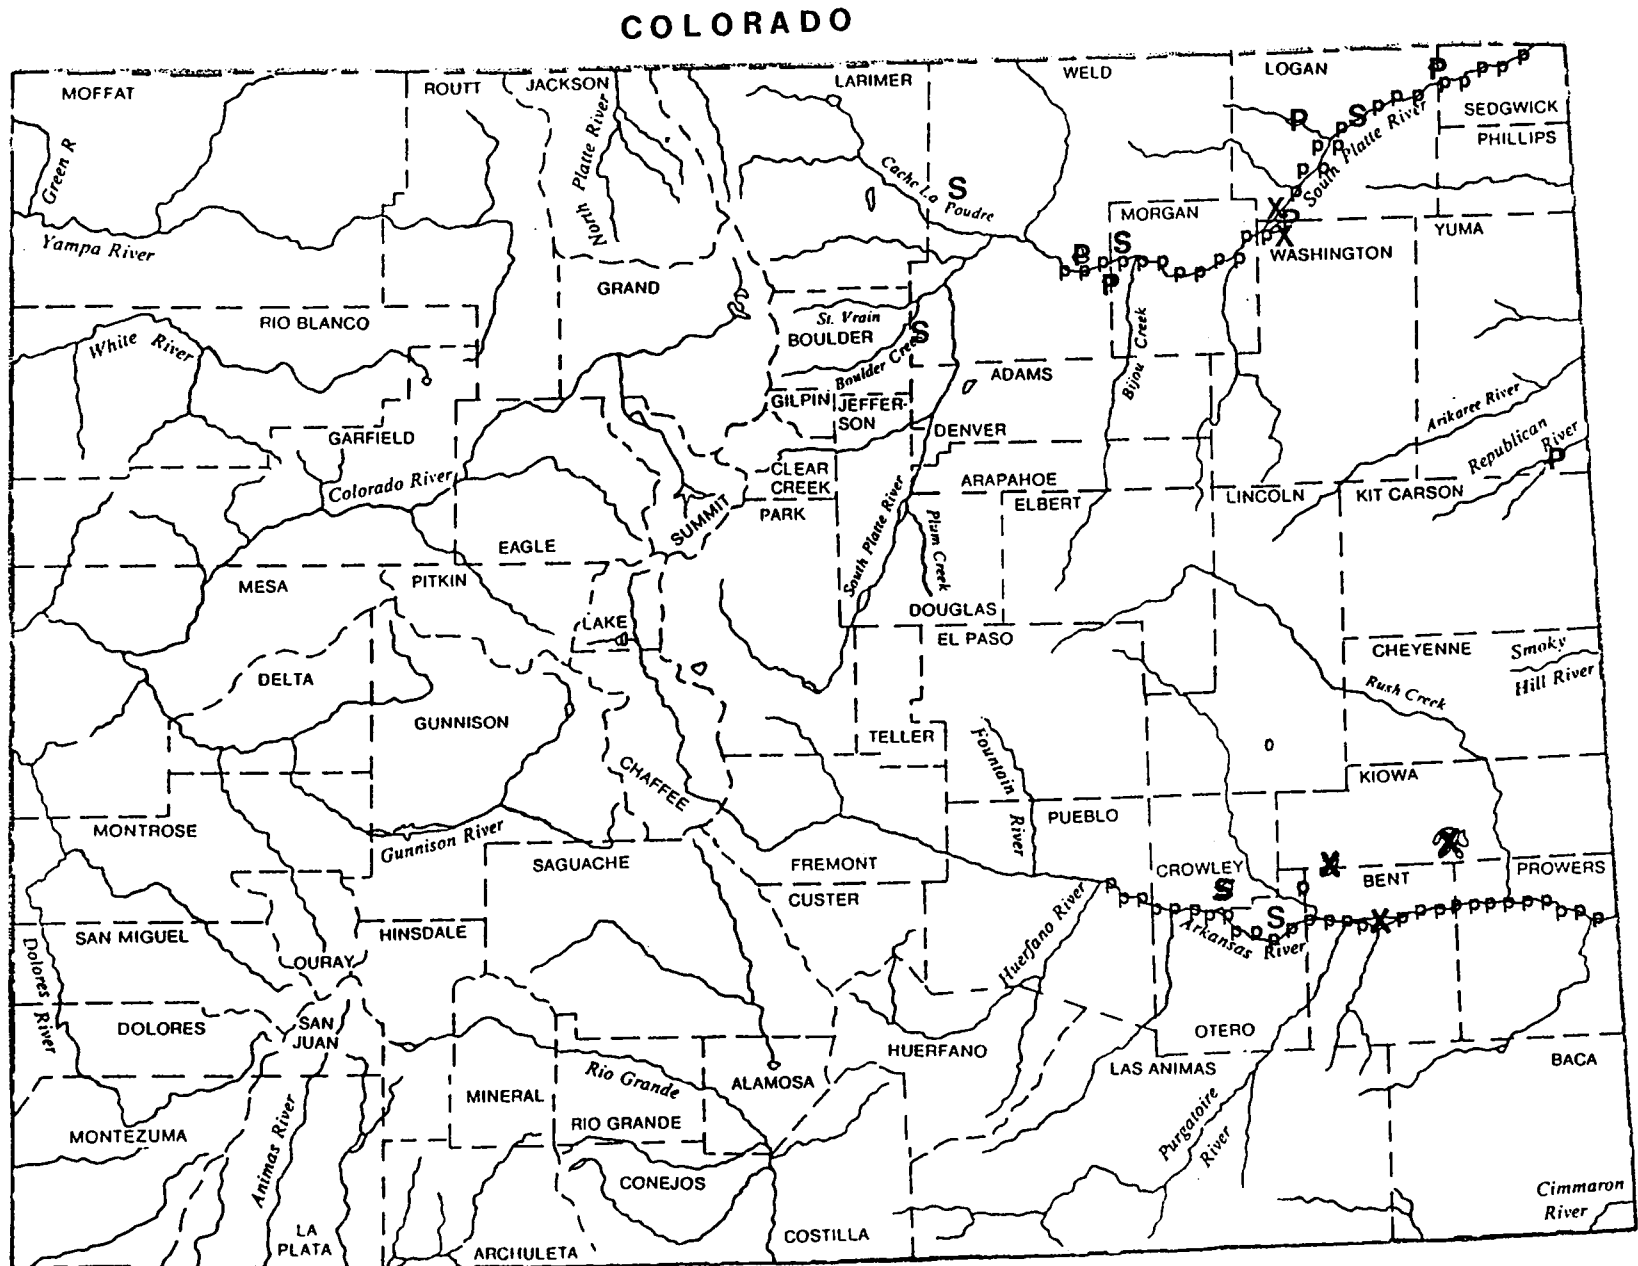 COLORADO
MOFFAT
ROUTT
JACKSON
LARIMER
WELD
LOGAN
SEDGWICK
PHILLIPS
Green R
North Platte River
Cache La Poudre
S
P
P
S
South Platte River
MORGAN
WASHINGTON
YUMA
Yampa River
GRAND
RIO BLANCO
White River
St. Vrain
BOULDER
S
Boulder Creek
P
S
P
X
X
Bijou Creek
ADAMS
GILPIN
JEFFER-
SON
DENVER
Arikaree River
Republican River
P
GARFIELD
Colorado River
CLEAR
CREEK
PARK
ARAPAHOE
ELBERT
LINCOLN
KIT CARSON
SUMMIT
South Platte River
Plum Creek
EAGLE
MESA
PITKIN
LAKE
DOUGLAS
EL PASO
CHEYENNE
Smoky
Hill River
Rush Creek
DELTA
GUNNISON
TELLER
CHAFFEE
Fountain River
KIOWA
MONTROSE
Gunnison River
PUEBLO
SAGUACHE
FREMONT
CUSTER
CROWLEY
S
X
X
BENT
PROWERS
S
X
Arkansas River
Huerfano River
SAN MIGUEL
HINSDALE
OURAY
Dolores River
DOLORES
SAN
JUAN
OTERO
HUERFANO
LAS ANIMAS
BACA
Rio Grande
MINERAL
ALAMOSA
RIO GRANDE
MONTEZUMA
Animas River
Purgatoire
River
CONEJOS
Cimmaron
River
LA
PLATA
ARCHULETA
COSTILLA